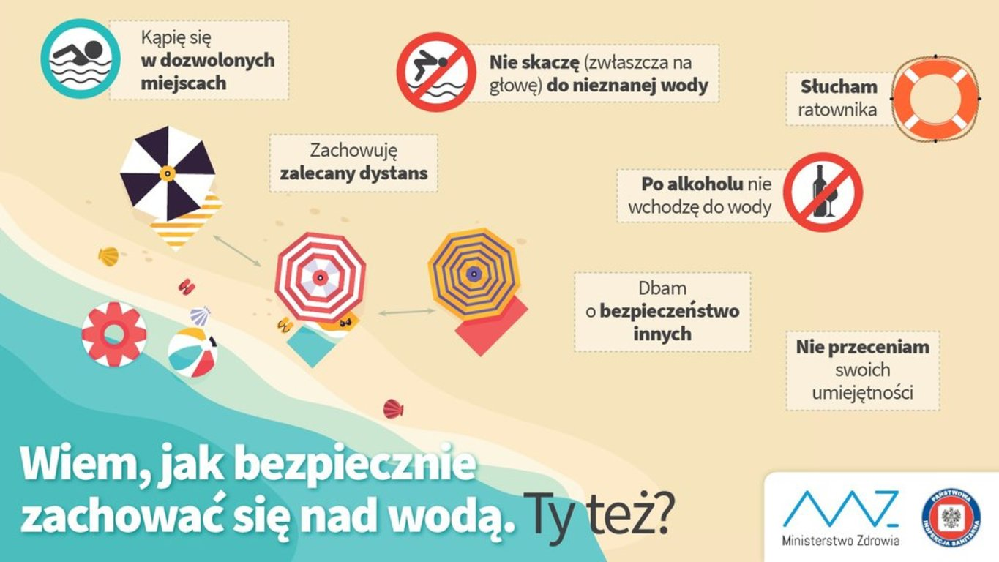 Kąpię się
w dozwolonych
miejscach
Nie skaczę (zwłaszcza na
głowę) do nieznanej wody
Słucham
ratownika
Zachowuję
zalecany dystans
Po alkoholu nie
wchodzę do wody
Dbam
o bezpieczeństwo
innych
Nie przeceniam
swoich
umiejętności
Wiem, jak bezpiecznie
zachować się nad wodą. Ty też?
Ministerstwo Zdrowia
PAŃSTWOWA
INSPEKCJA SANITARNA